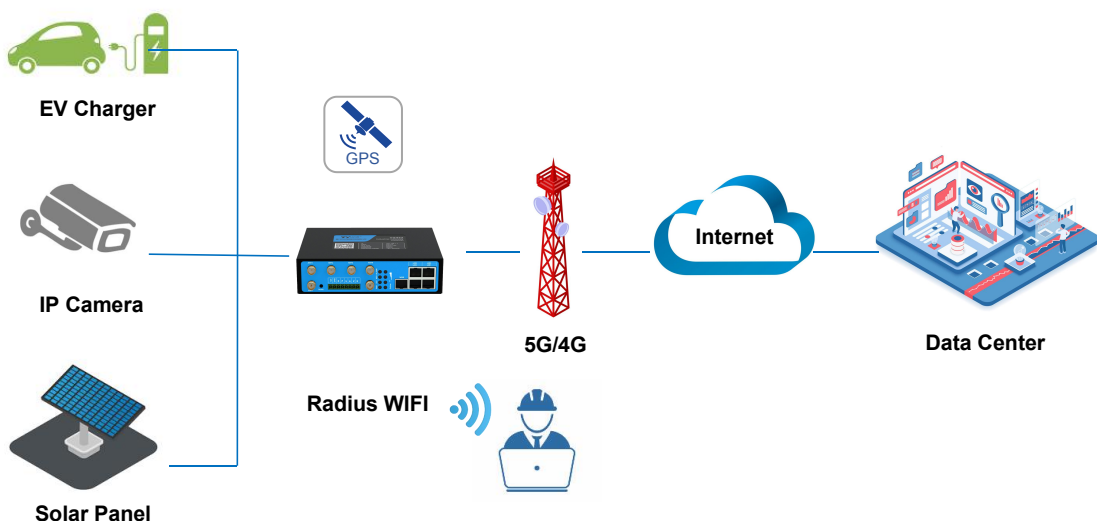 EV Charger
GPS
IP Camera
Internet
5G/4G
Data Center
Radius WIFI
Solar Panel